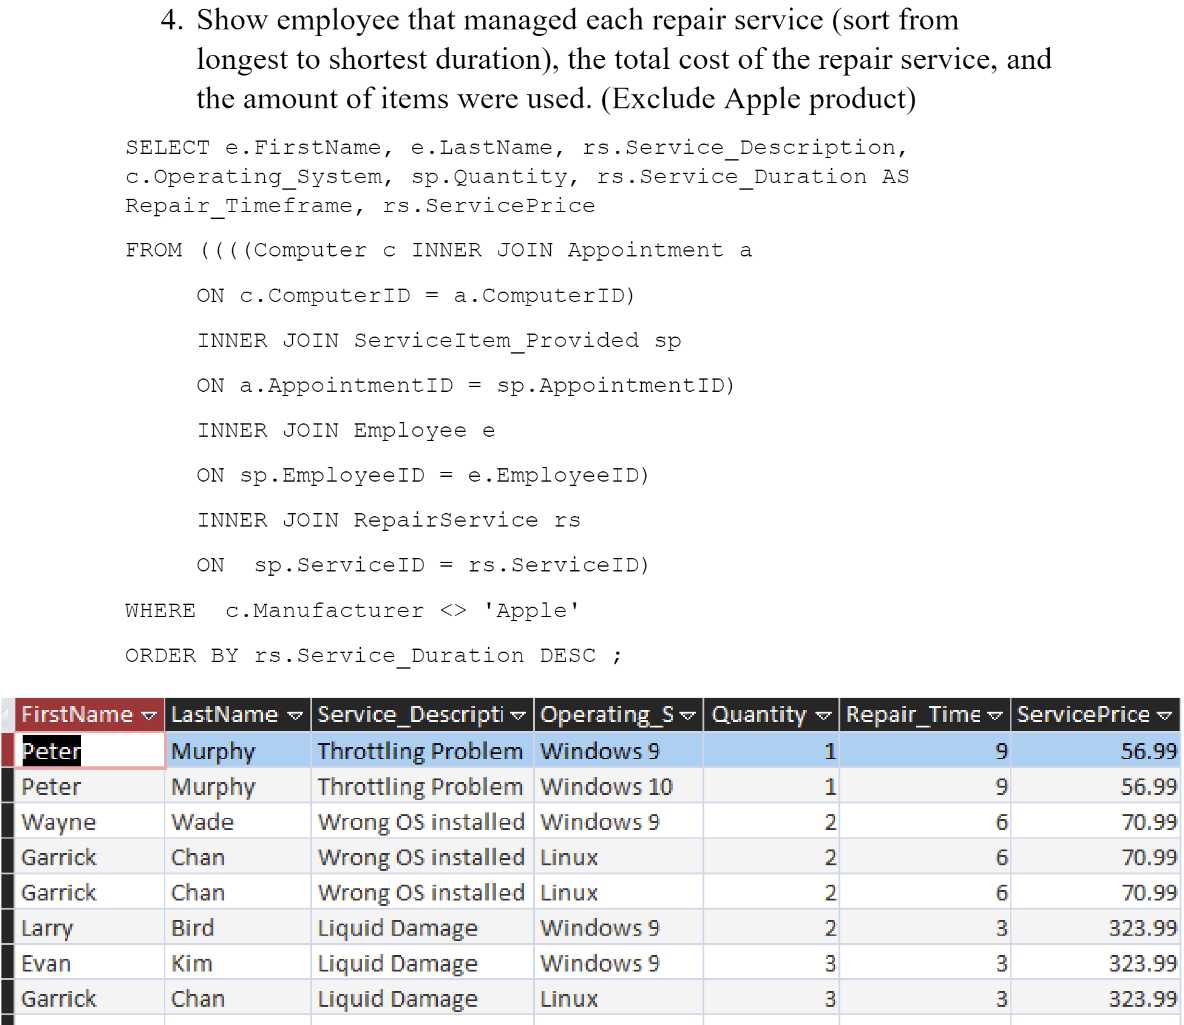 4. Show employee that managed each repair service (sort from
longest to shortest duration), the total cost of the repair service, and
the amount of items were used. (Exclude Apple product)
SELECT e.FirstName, e.LastName, rs.Service_Description,
c.Operating_System, sp.Quantity, rs.Service_Duration AS
Repair_Timeframe, rs.ServicePrice
FROM ((((Computer c INNER JOIN Appointment a
ON c.ComputerID = a.ComputerID)
INNER JOIN ServiceItem_Provided sp
ON a.AppointmentID = sp.AppointmentID)
INNER JOIN Employee e
ON sp.EmployeeID = e.EmployeeID)
INNER JOIN RepairService rs
ON sp.ServiceID = rs.ServiceID)
WHERE c.Manufacturer <> 'Apple'
ORDER BY rs.Service_Duration DESC ;
FirstName LastName Service_Descripti Operating_S Quantity Repair_Time ServicePrice
Peter Murphy Throttling Problem Windows 9 1 9 56.99
Peter Murphy Throttling Problem Windows 10 1 9 56.99
Wayne Wade Wrong OS installed Windows 9 2 6 70.99
Garrick Chan Wrong OS installed Linux 2 6 70.99
Garrick Chan Wrong OS installed Linux 2 6 70.99
Larry Bird Liquid Damage Windows 9 2 3 323.99
Evan Kim Liquid Damage Windows 9 3 3 323.99
Garrick Chan Liquid Damage Linux 3 3 323.99